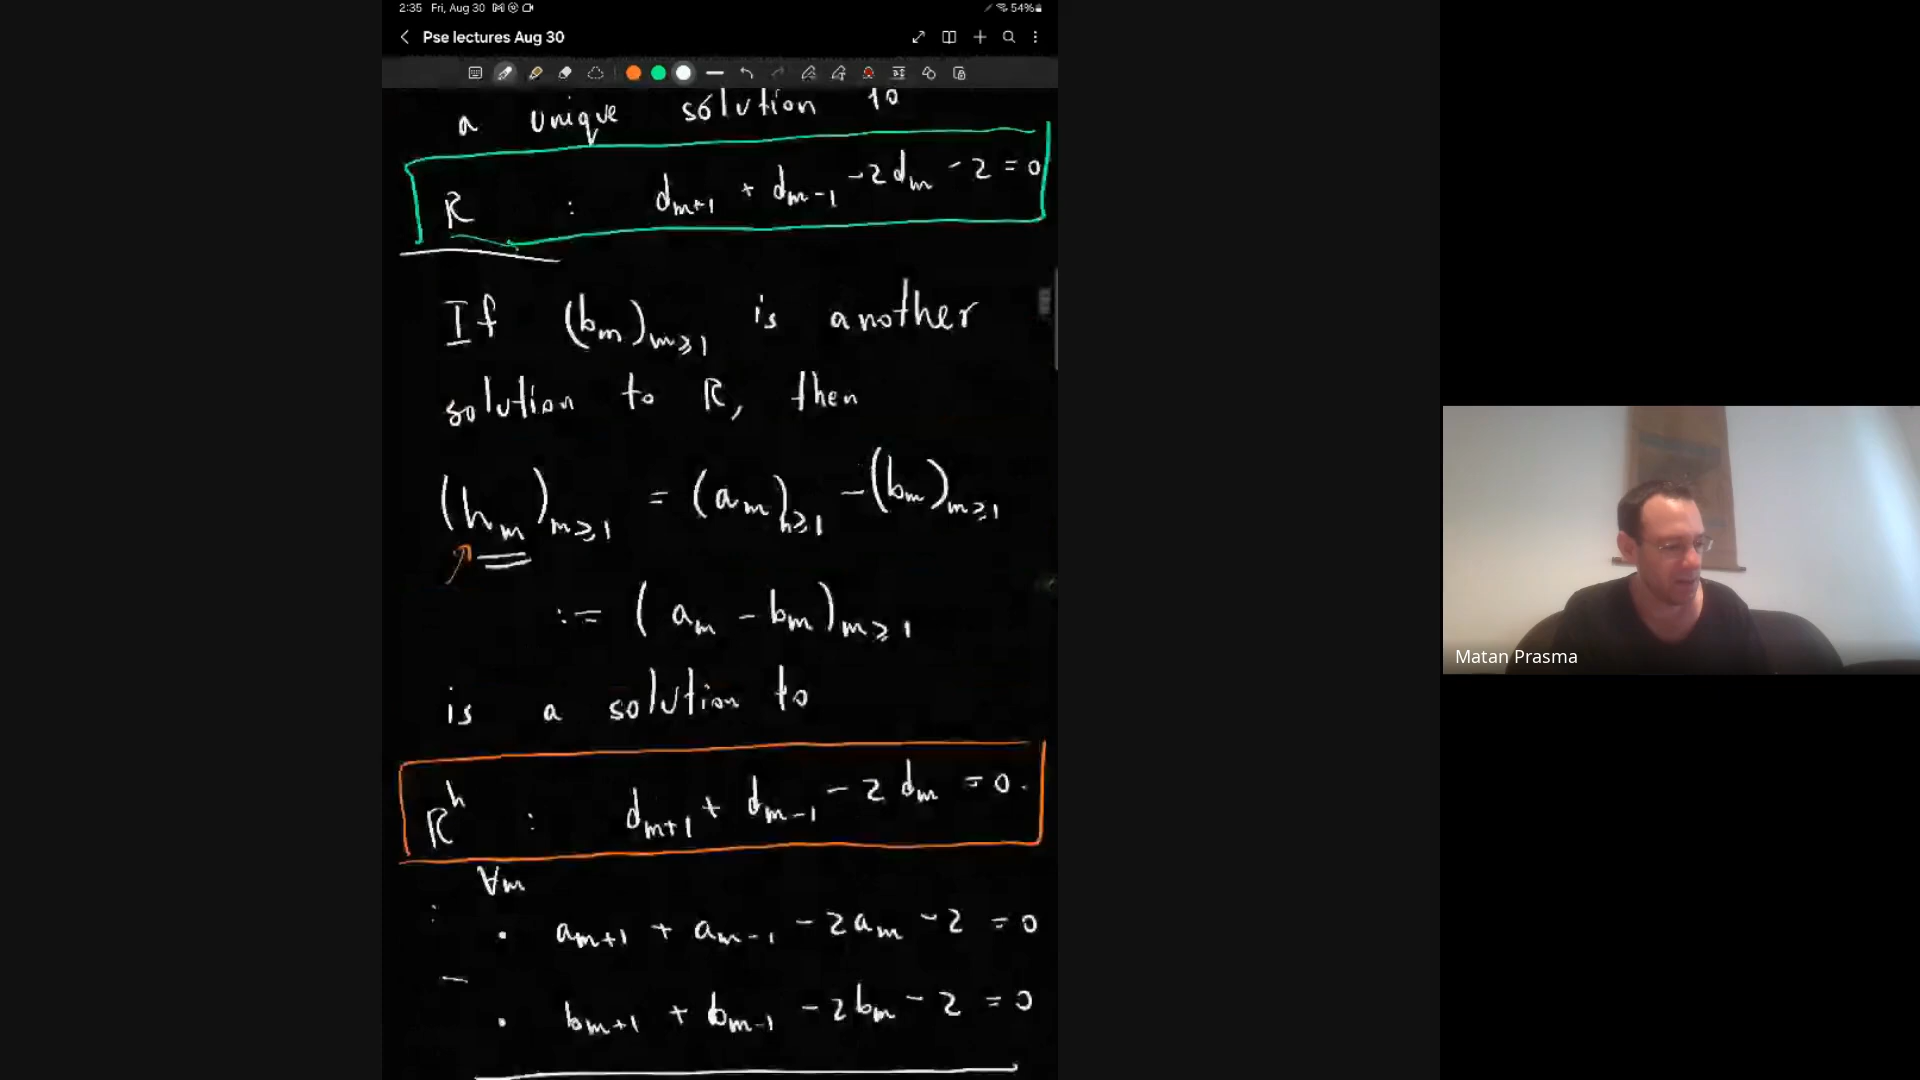 2:35 Fri, Aug 30
54%
Pse lectures Aug 30
a unique solution to
R : d_{m+1} + d_{m-1} - 2d_m - 2 = 0
If (b_m)_{m≥1} is another
solution to R, then
(h_m)_{m≥1} = (a_m)_{n≥1} - (b_m)_{m≥1}
:= (a_m - b_m)_{m≥1}
is a solution to
R^h : d_{m+1} + d_{m-1} - 2d_m = 0.
∀m
· a_{m+1} + a_{m-1} - 2a_m - 2 = 0
-
· b_{m+1} + b_{m-1} - 2b_m - 2 = 0
Matan Prasma